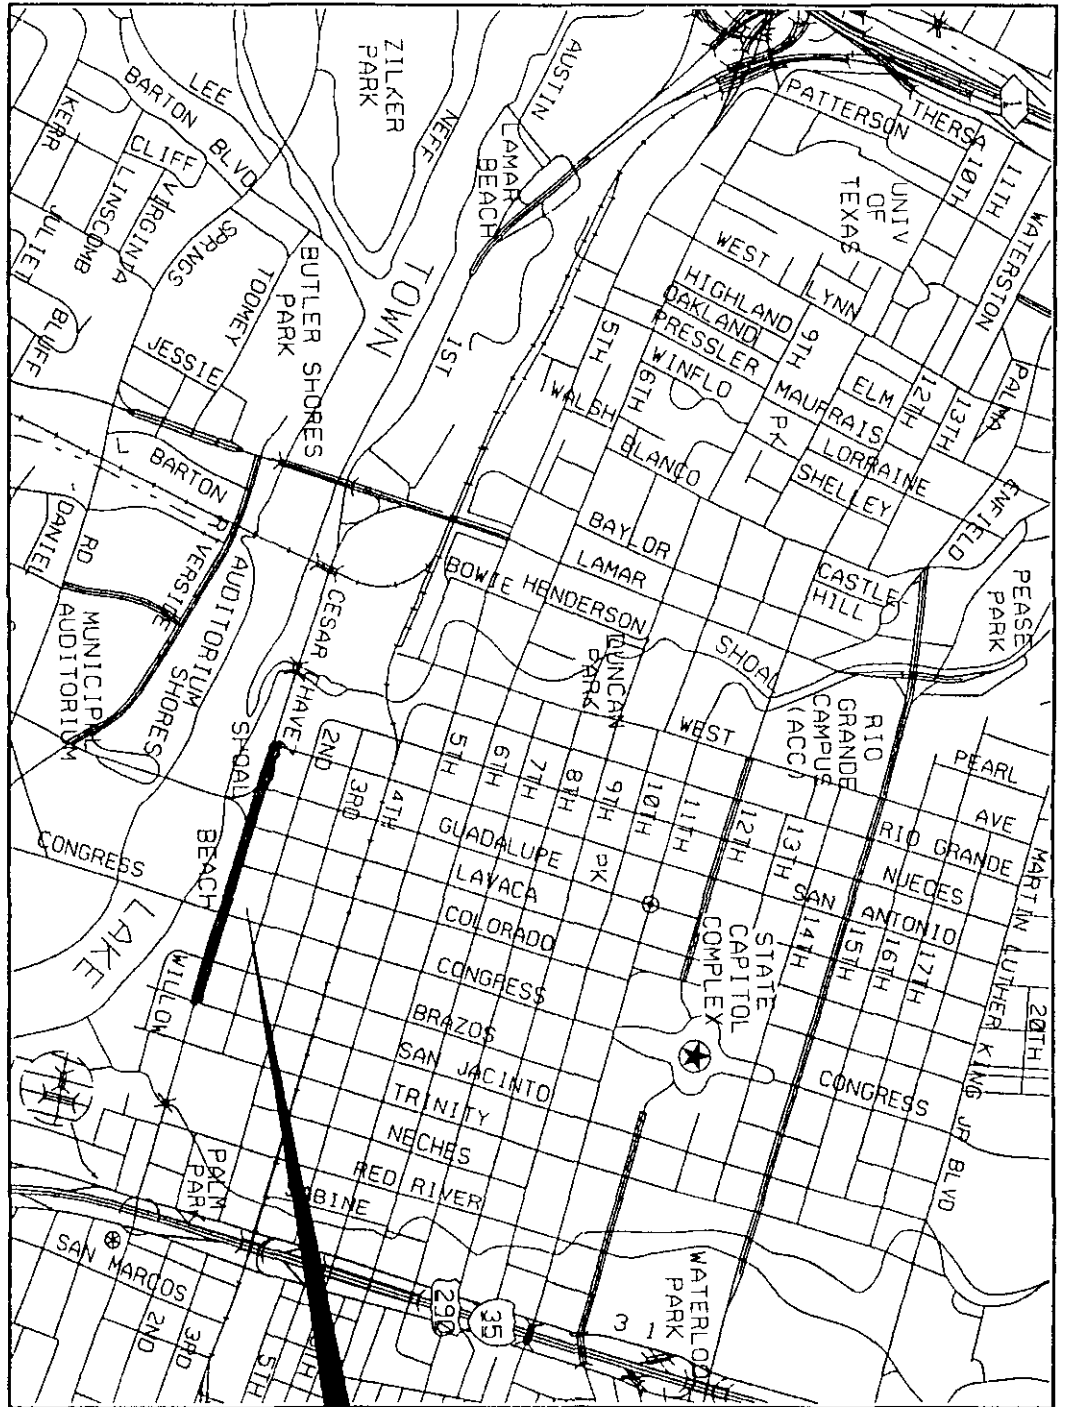 ZILKER
PARK
AUSTIN
LEE
BARTON
BLVD
NEFF
LAMAR
BEACH
KERR
CLIFF
LINSCOMB
VIRGINIA
JULIET
BLUFF
SPRNGS
TOOMEY
JESSIE
BUTLER SHORES
PARK
TOWN
1ST
PATTERSON
THERSA
10TH
11TH
WATERSTON
1
UNIV
OF
TEXAS
WEST
LYNN
HIGHLAND
OAKLAND
PRESSLER
WINFLO
9TH
MAUFRAIS
ELM
12TH
13TH
PALMA
LORRAINE
SHELLEY
PK
5TH
6TH
WALSH
BLANCO
ENFIELD
BAYLOR
LAMAR
CASTLE-
HILL
PEASE
PARK
L BARTON
RIVERSIDE
DANIEL
RD
MUNICIPAL
AUDITORIUM
AUDITORIUM
SHORES
CESAR CHAVEZ
BOWIE
HENDERSON
DUNCAN
PARK
SHOAL
WEST
RIO
GRANDE
CAMPUS
(ACC)
PEARL
AVE
RIO GRANDE
NUECES
SAN ANTONIO
MARTIN LUTHER KING JR BLVD
20TH
2ND
3RD
4TH
5TH
6TH
7TH
8TH
9TH
10TH
11TH
12TH
13TH
14TH
15TH
16TH
17TH
SHOAL
BEACH
CONGRESS
LAKE
WILLOW
GUADALUPE
LAVACA
COLORADO
CONGRESS
BRAZOS
SAN JACINTO
TRINITY
NECHES
RED RIVER
SABINE
PK
STATE
CAPITOL
COMPLEX
CONGRESS
PALM
PARK
SAN MARCOS
2ND
3RD
5TH
290
35
WATERLOO
PARK
3 1